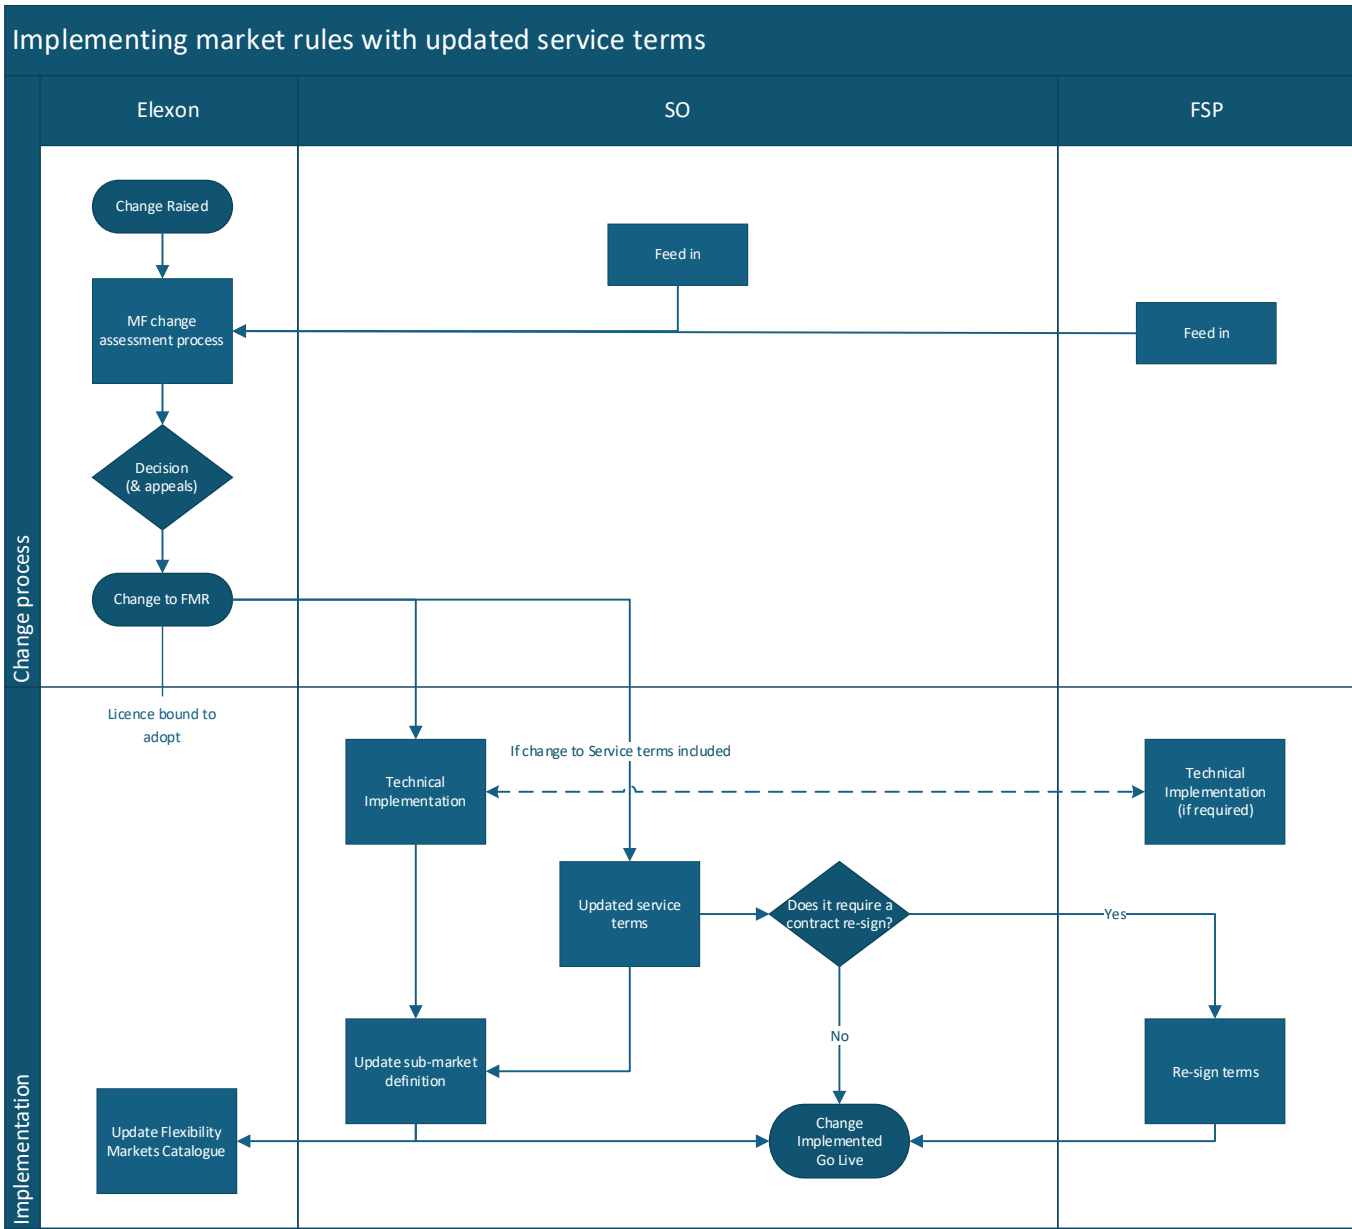 Implementing market rules with updated service terms
Elexon
SO
FSP
Change process
Change Raised
Feed in
MF change
assessment process
Feed in
Decision
(& appeals)
Change to FMR
Implementation
Licence bound to
adopt
If change to Service terms included
Technical
Implementation
Technical
Implementation
(if required)
Updated service
terms
Does it require a
contract re-sign?
Yes
No
Update sub-market
definition
Re-sign terms
Update Flexibility
Markets Catalogue
Change
Implemented
Go Live